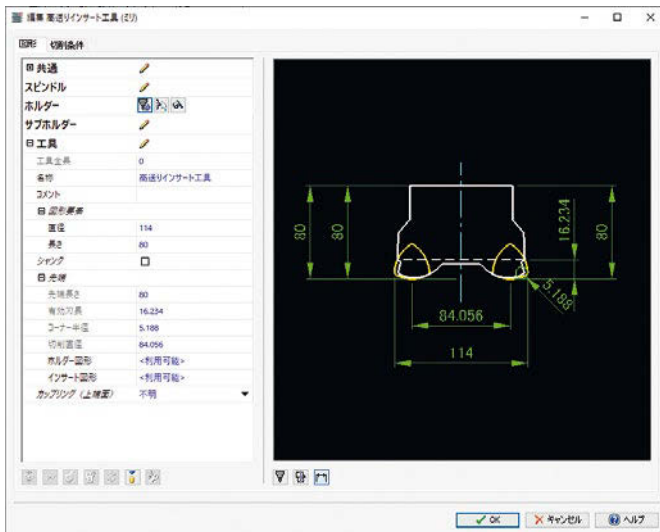 編集 高送りインサート工具 (ミリ)
図形 切削条件
共通
スピンドル
ホルダー
サブホルダー
工具
工具全長 0
名称 高送りインサート工具
コメント
図形要素
直径 114
長さ 80
シャンク
先端
先端長さ 80
有効刃長 16.234
コーナー半径 5.188
切削直径 84.056
ホルダー図形 <利用可能>
インサート図形 <利用可能>
カップリング (上端面) 不明
80
80
16.234
80
5.188
84.056
114
OK
キャンセル
ヘルプ